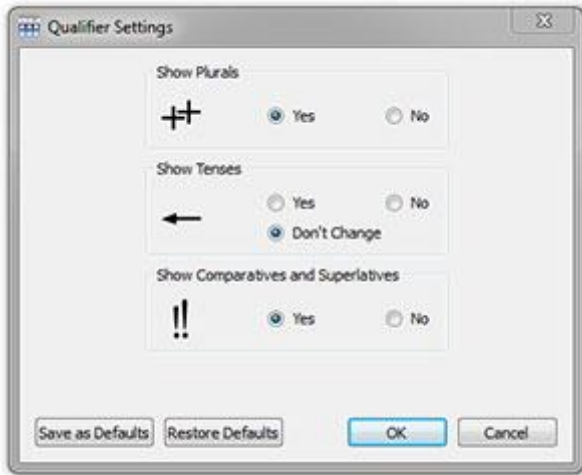 Qualifier Settings
Show Plurals
Yes No
Show Tenses
Yes No
Don't Change
Show Comparatives and Superlatives
!! Yes No
Save as Defaults Restore Defaults OK Cancel